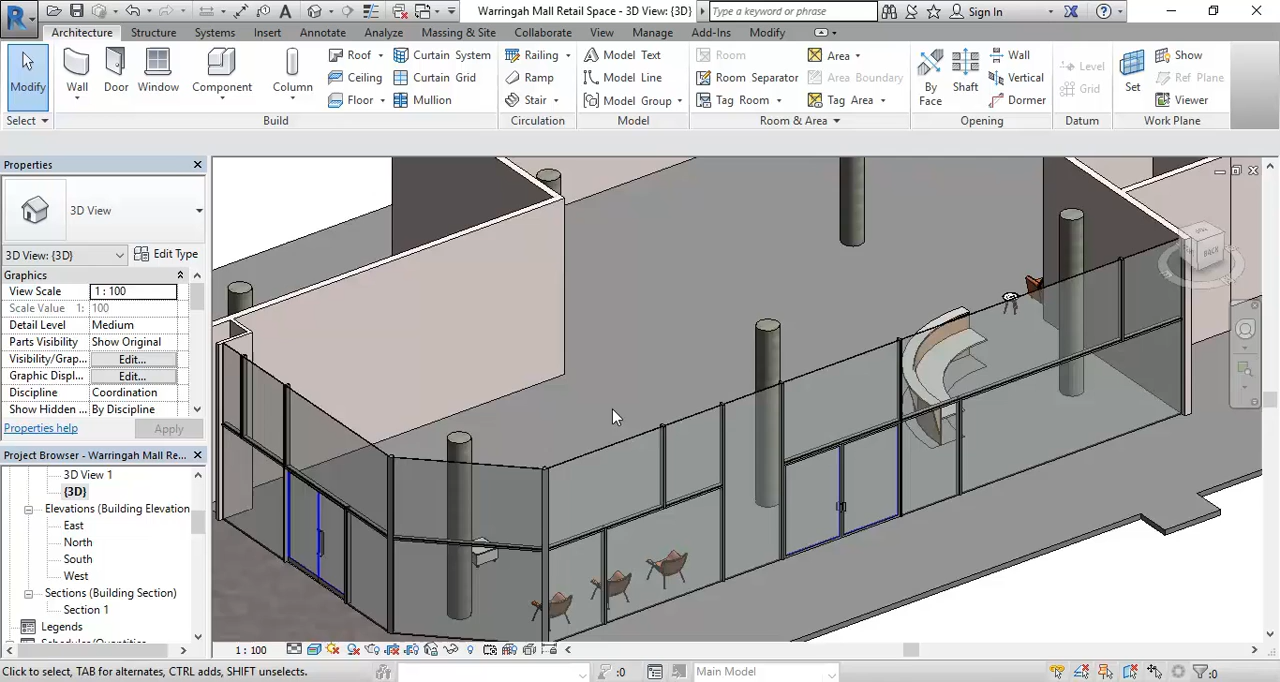 Warringah Mall Retail Space - 3D View: {3D}
Type a keyword or phrase
Sign In
Architecture Structure Systems Insert Annotate Analyze Massing & Site Collaborate View Manage Add-Ins Modify
Modify
Select
Wall
Door
Window
Component
Column
Roof
Ceiling
Floor
Curtain System
Curtain Grid
Mullion
Build
Railing
Ramp
Stair
Circulation
Model Text
Model Line
Model Group
Model
Room
Room Separator
Tag Room
Area
Area Boundary
Tag Area
Room & Area
By Face
Shaft
Wall
Vertical
Dormer
Opening
Level
Grid
Datum
Set
Show
Ref Plane
Viewer
Work Plane
Properties
3D View
3D View: {3D}
Edit Type
Graphics
View Scale 1 : 100
Scale Value 1: 100
Detail Level Medium
Parts Visibility Show Original
Visibility/Grap... Edit...
Graphic Displ... Edit...
Discipline Coordination
Show Hidden ... By Discipline
Properties help
Apply
Project Browser - Warringah Mall Re...
3D View 1
{3D}
Elevations (Building Elevation
East
North
South
West
Sections (Building Section)
Section 1
Legends
Schedules/Quantities
BACK
1 : 100
Click to select, TAB for alternates, CTRL adds, SHIFT unselects.
:0
Main Model
:0